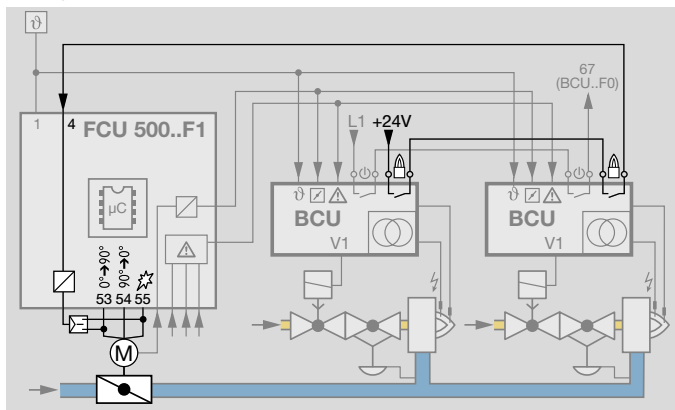 ϑ
67
(BCU..F0)
L1 +24V
1 4 FCU 500..F1
µC
ϑ
ϑ
BCU
BCU
V1
V1
0°→90°
90°→0°
53 54 55
M